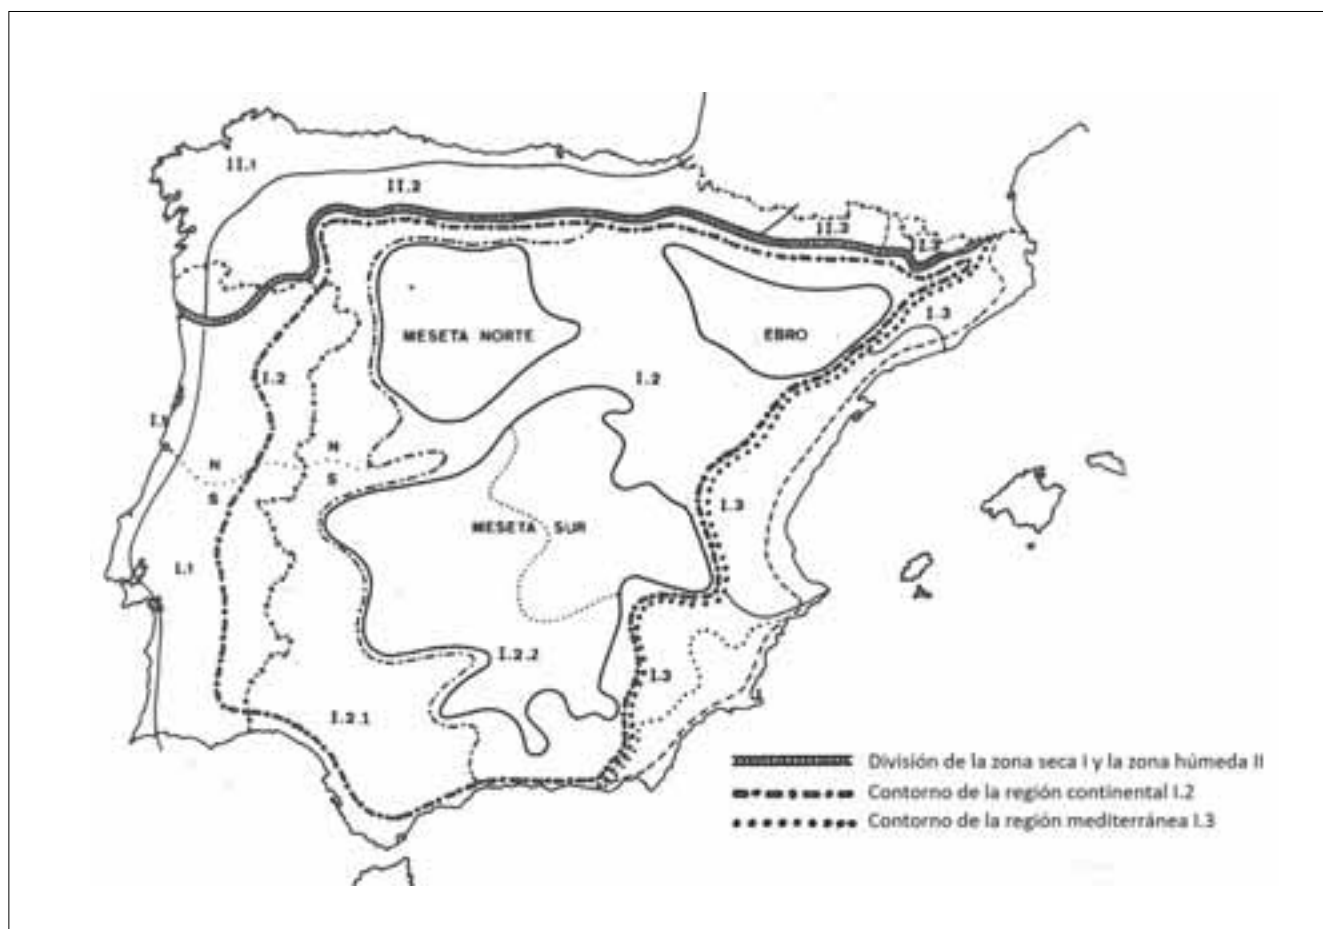 II.1
II.2
II.3
I.3
I.3
MESETA NORTE
EBRO
I.2
I.2
I.1
N
N
S
S
I.3
MESETA SUR
I.1
I.2.2
I.3
I.2.1
División de la zona seca I y la zona húmeda II
Contorno de la región continental I.2
Contorno de la región mediterránea I.3